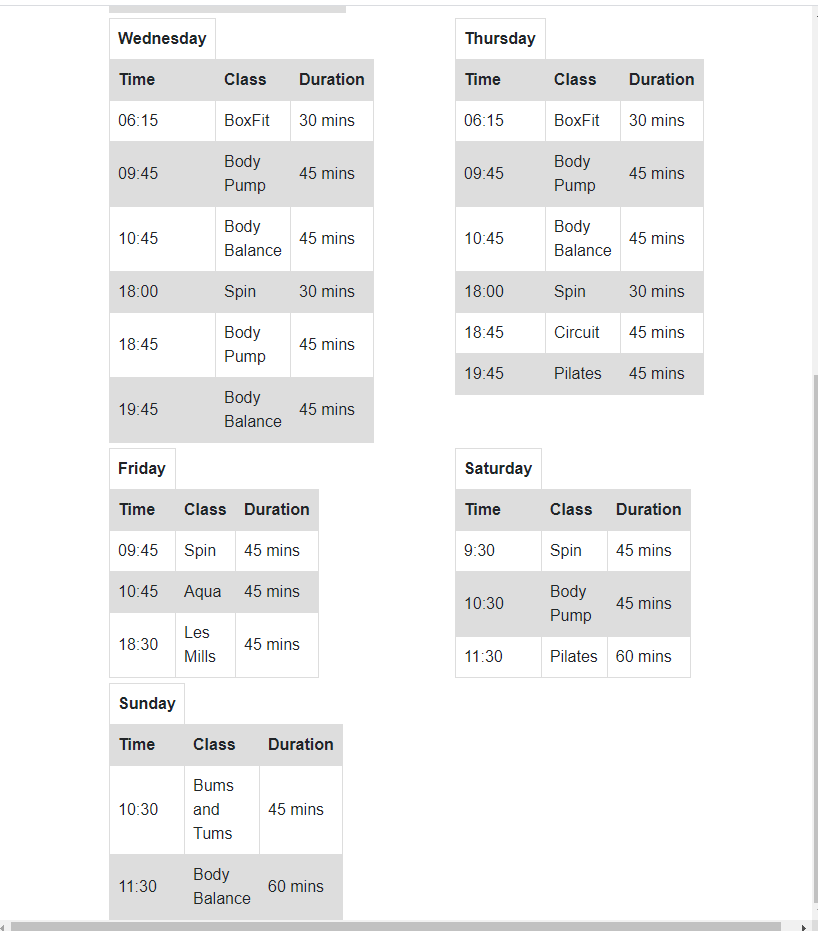 Wednesday
Time Class Duration
06:15 BoxFit 30 mins
09:45 Body Pump 45 mins
10:45 Body Balance 45 mins
18:00 Spin 30 mins
18:45 Body Pump 45 mins
19:45 Body Balance 45 mins
Thursday
Time Class Duration
06:15 BoxFit 30 mins
09:45 Body Pump 45 mins
10:45 Body Balance 45 mins
18:00 Spin 30 mins
18:45 Circuit 45 mins
19:45 Pilates 45 mins
Friday
Time Class Duration
09:45 Spin 45 mins
10:45 Aqua 45 mins
18:30 Les Mills 45 mins
Saturday
Time Class Duration
9:30 Spin 45 mins
10:30 Body Pump 45 mins
11:30 Pilates 60 mins
Sunday
Time Class Duration
10:30 Bums and Tums 45 mins
11:30 Body Balance 60 mins